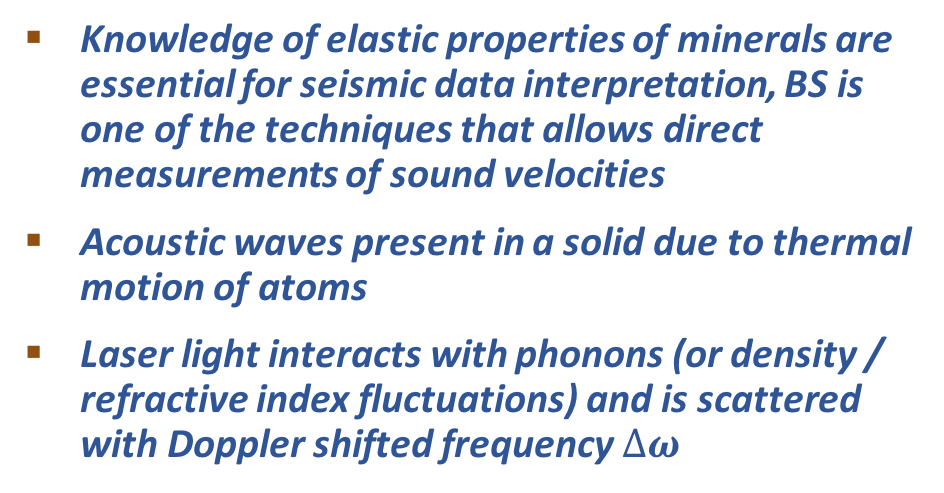 ▪ Knowledge of elastic properties of minerals are
essential for seismic data interpretation, BS is
one of the techniques that allows direct
measurements of sound velocities
▪ Acoustic waves present in a solid due to thermal
motion of atoms
▪ Laser light interacts with phonons (or density /
refractive index fluctuations) and is scattered
with Doppler shifted frequency Δω